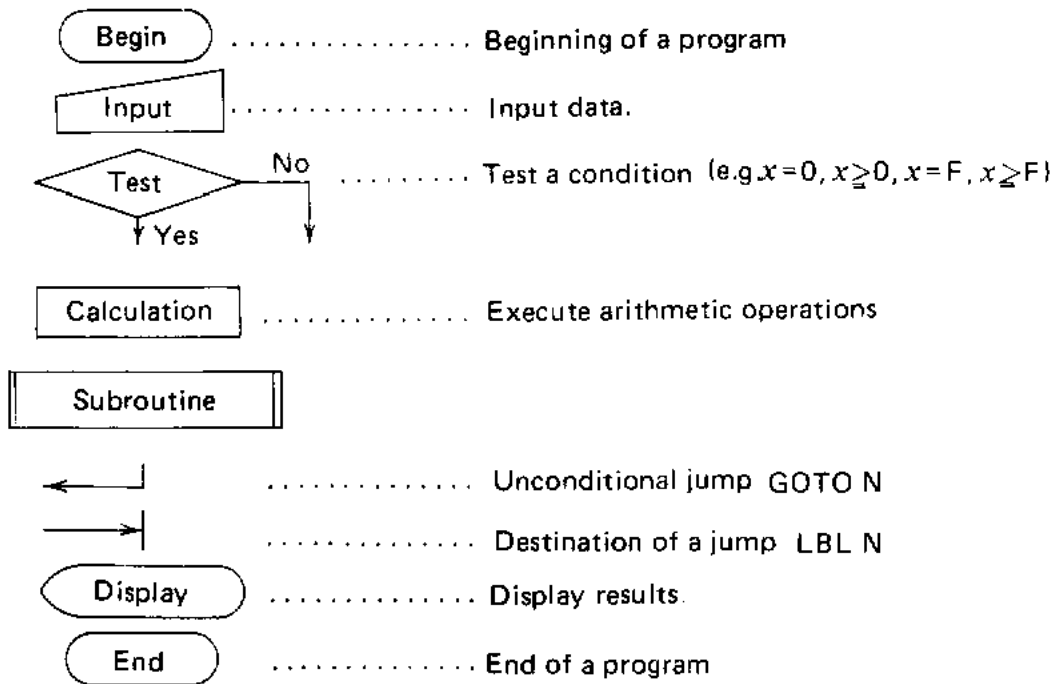 Begin ............... Beginning of a program
Input ............... Input data.
Test No ......... Test a condition (e.g.x=0, x≧0, x=F, x≧F)
Yes
Calculation ............. Execute arithmetic operations
Subroutine
............. Unconditional jump GOTO N
............. Destination of a jump LBL N
Display ............. Display results.
End ............. End of a program